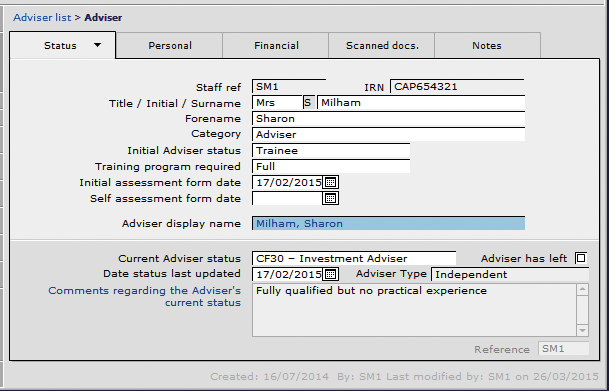 Adviser list > Adviser
Status Personal Financial Scanned docs. Notes
Staff ref SM1 IRN CAP654321
Title / Initial / Surname Mrs S Milham
Forename Sharon
Category Adviser
Initial Adviser status Trainee
Training program required Full
Initial assessment form date 17/02/2015
Self assessment form date
Adviser display name Milham, Sharon
Current Adviser status CF30 – Investment Adviser Adviser has left
Date status last updated 17/02/2015 Adviser Type Independent
Comments regarding the Adviser's Fully qualified but no practical experience
current status
Reference SM1
Created: 16/07/2014 By: SM1 Last modified by: SM1 on 26/03/2015